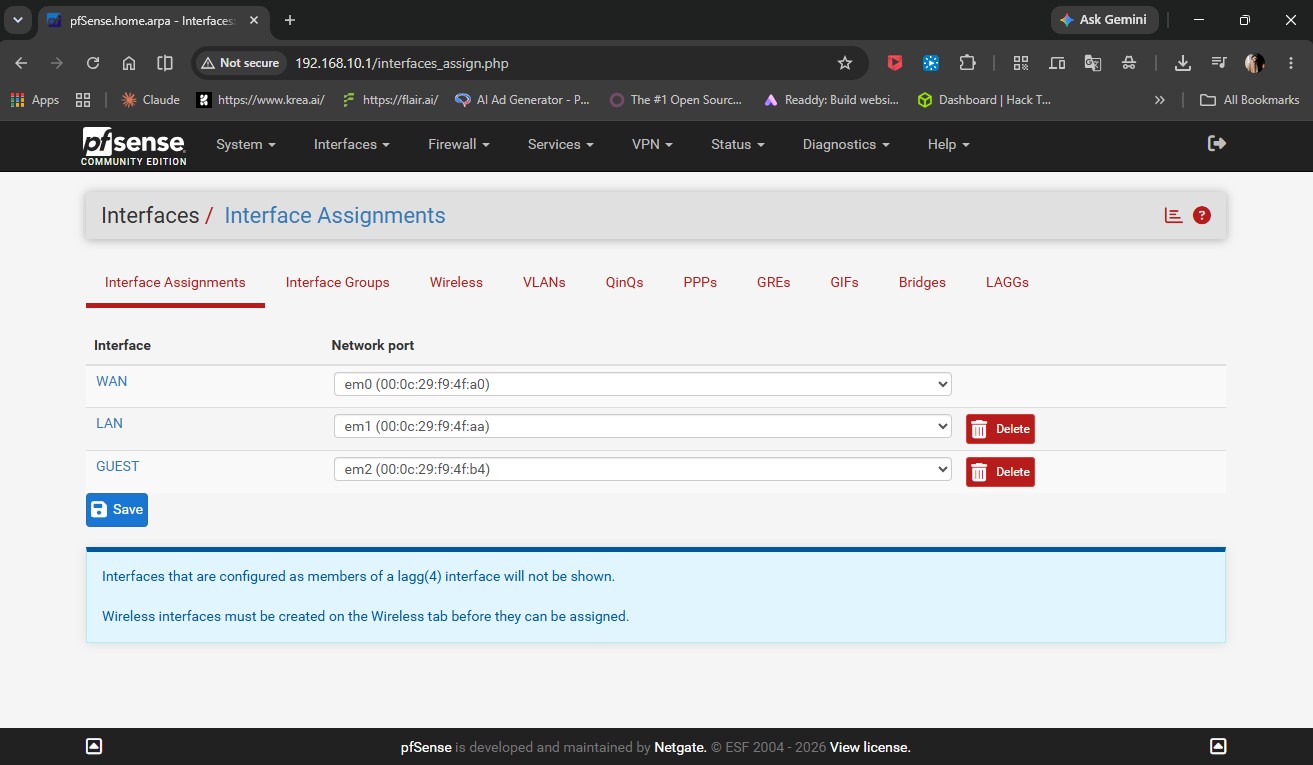 pfSense.home.arpa - Interfaces:
Ask Gemini
Not secure 192.168.10.1/interfaces_assign.php
Apps Claude https://www.krea.ai/ https://flair.ai/ AI Ad Generator - P... The #1 Open Sourc... Readdy: Build websi... Dashboard | Hack T... » All Bookmarks
pfsense
COMMUNITY EDITION
System Interfaces Firewall Services VPN Status Diagnostics Help
Interfaces / Interface Assignments
Interface Assignments Interface Groups Wireless VLANs QinQs PPPs GREs GIFs Bridges LAGGs
Interface Network port
WAN em0 (00:0c:29:f9:4f:a0)
LAN em1 (00:0c:29:f9:4f:aa) Delete
GUEST em2 (00:0c:29:f9:4f:b4) Delete
Save
Interfaces that are configured as members of a lagg(4) interface will not be shown.
Wireless interfaces must be created on the Wireless tab before they can be assigned.
pfSense is developed and maintained by Netgate. © ESF 2004 - 2026 View license.